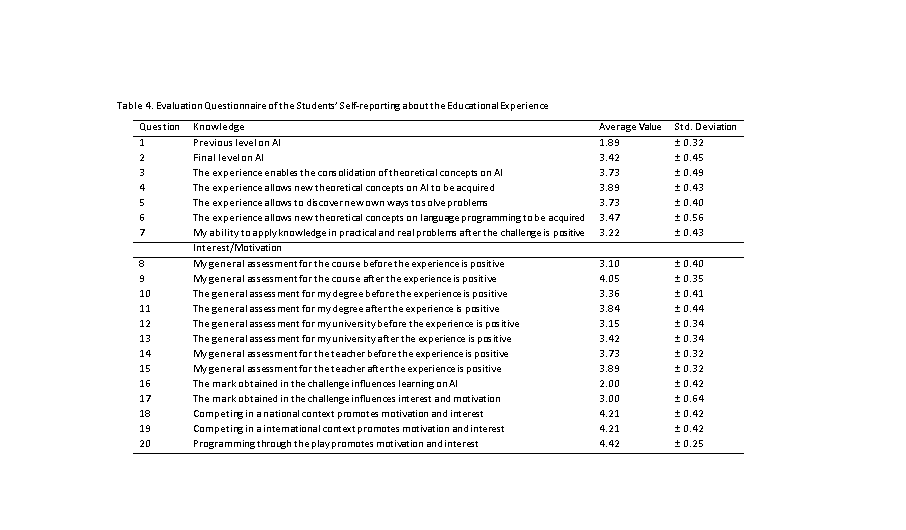 Table 4. Evaluation Questionnaire of the Students' Self-reporting about the Educational Experience
Question Knowledge Average Value Std. Deviation
1 Previous level on AI 1.89 ± 0.32
2 Final level on AI 3.42 ± 0.45
3 The experience enables the consolidation of theoretical concepts on AI 3.73 ± 0.49
4 The experience allows new theoretical concepts on AI to be acquired 3.89 ± 0.43
5 The experience allows to discover new own ways to solve problems 3.73 ± 0.40
6 The experience allows new theoretical concepts on language programming to be acquired 3.47 ± 0.56
7 My ability to apply knowledge in practical and real problems after the challenge is positive 3.22 ± 0.43
Interest/Motivation
8 My general assessment for the course before the experience is positive 3.10 ± 0.40
9 My general assessment for the course after the experience is positive 4.05 ± 0.35
10 The general assessment for my degree before the experience is positive 3.36 ± 0.41
11 The general assessment for my degree after the experience is positive 3.84 ± 0.44
12 The general assessment for my university before the experience is positive 3.15 ± 0.34
13 The general assessment for my university after the experience is positive 3.42 ± 0.34
14 My general assessment for the teacher before the experience is positive 3.73 ± 0.32
15 My general assessment for the teacher after the experience is positive 3.89 ± 0.32
16 The mark obtained in the challenge influences learning on AI 2.00 ± 0.42
17 The mark obtained in the challenge influences interest and motivation 3.00 ± 0.64
18 Competing in a national context promotes motivation and interest 4.21 ± 0.42
19 Competing in a international context promotes motivation and interest 4.21 ± 0.42
20 Programming through the play promotes motivation and interest 4.42 ± 0.25